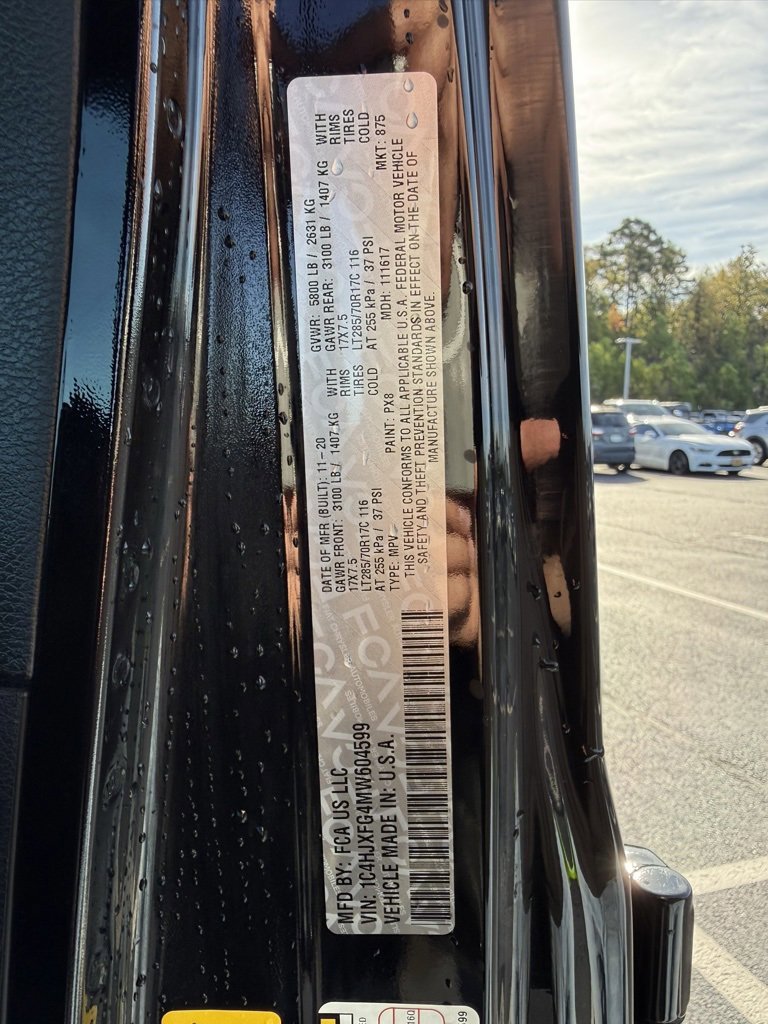 MFD BY: FCA US LLC
DATE OF MFR (BUILT): 11-20 GVWR: 5800 LB / 2631 KG
GAWR FRONT: 3100 LB / 1407 KG WITH GAWR REAR: 3100 LB / 1407 KG WITH
17X7.5 RIMS 17X7.5 RIMS
LT285/70R17C 116 TIRES LT285/70R17C 116 TIRES
AT 255 kPa / 37 PSI COLD AT 255 kPa / 37 PSI COLD
VIN: 1C4HJXFG4MW604599
TYPE: MPV PAINT: PX8 MDH: 111617 MKT: 875
VEHICLE MADE IN: U.S.A.
THIS VEHICLE CONFORMS TO ALL APPLICABLE U.S.A. FEDERAL MOTOR VEHICLE
SAFETY AND THEFT PREVENTION STANDARDS IN EFFECT ON THE DATE OF
MANUFACTURE SHOWN ABOVE.
FCA